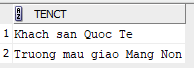 TENCT
1 Khach san Quoc Te
2 Truong mau giao Mang Non